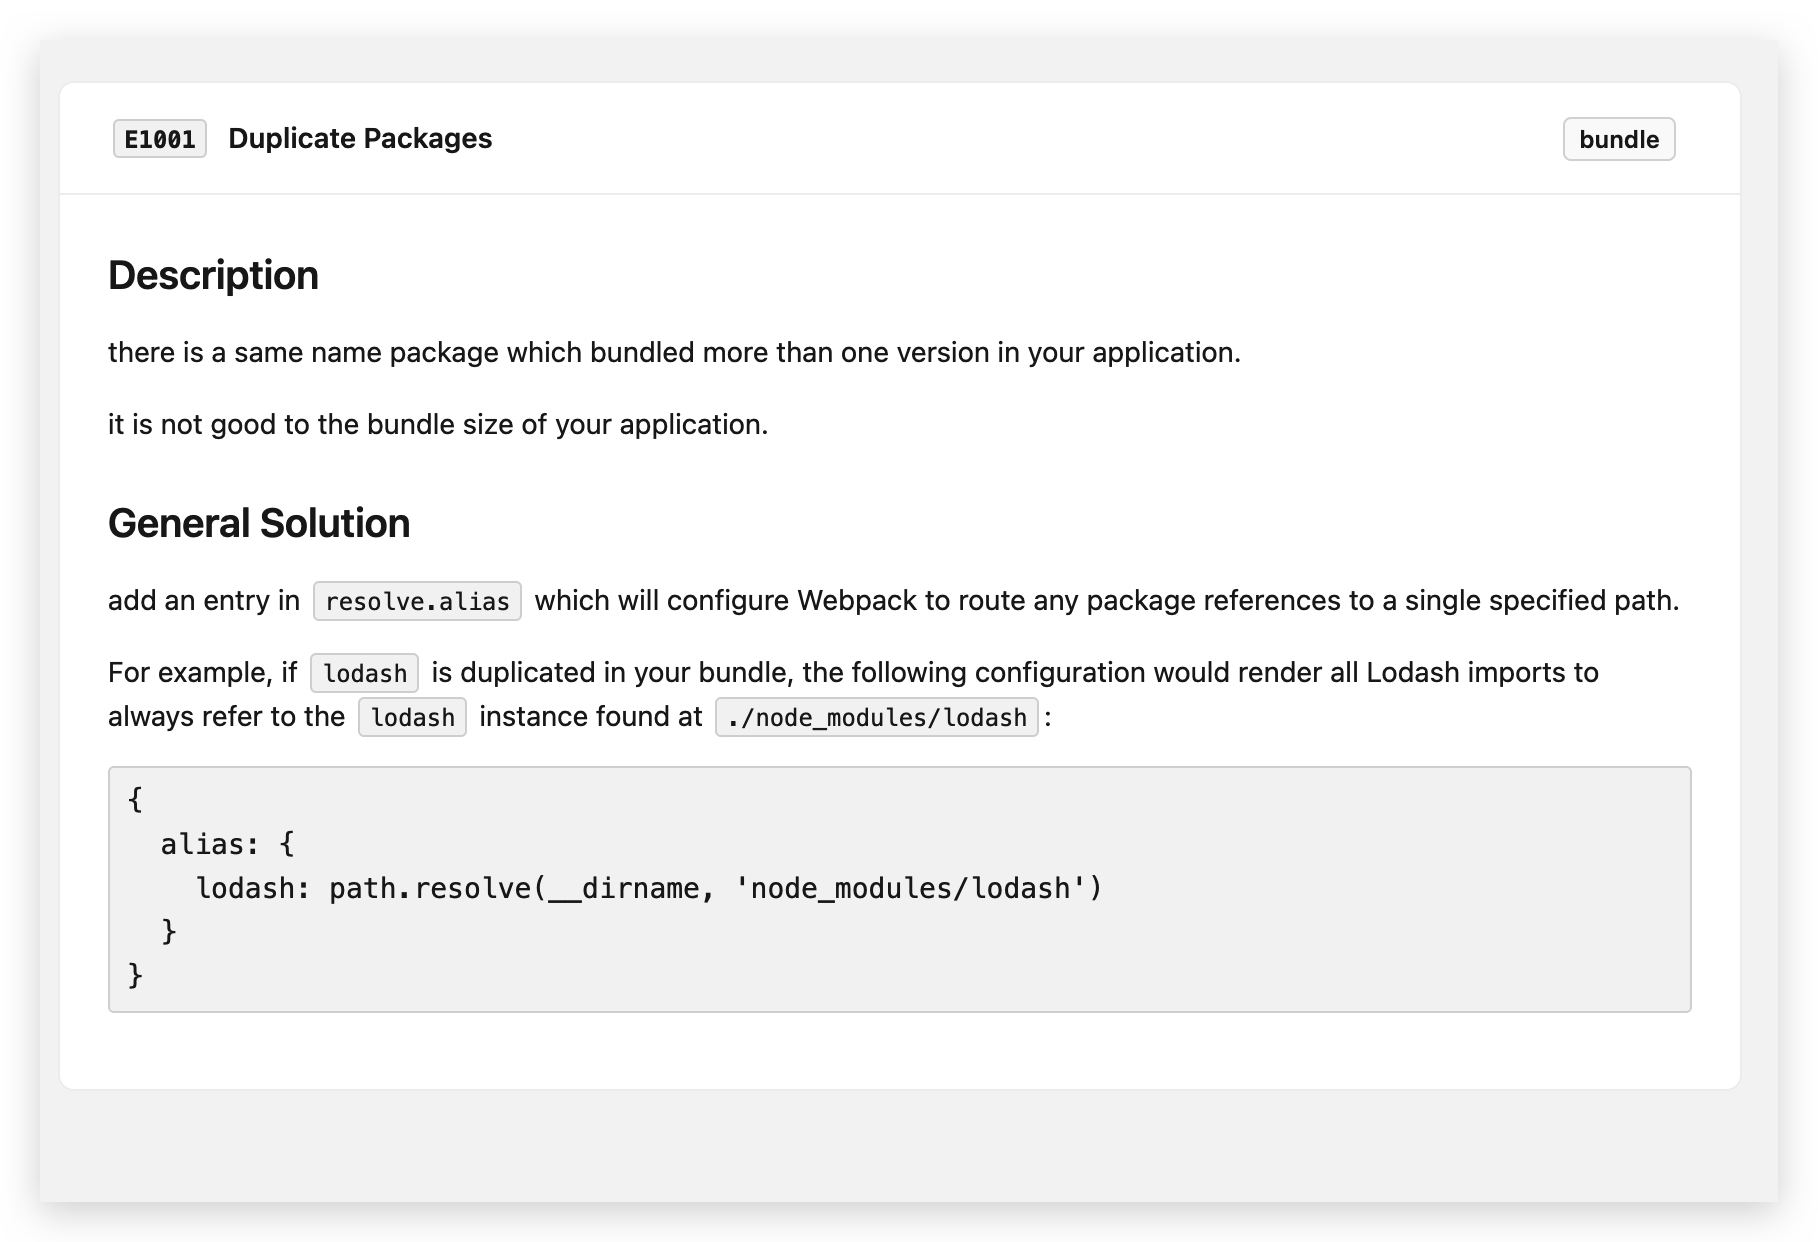 E1001 Duplicate Packages bundle
Description
there is a same name package which bundled more than one version in your application.
it is not good to the bundle size of your application.
General Solution
add an entry in resolve.alias which will configure Webpack to route any package references to a single specified path.
For example, if lodash is duplicated in your bundle, the following configuration would render all Lodash imports to
always refer to the lodash instance found at ./node_modules/lodash :
{
  alias: {
    lodash: path.resolve(__dirname, 'node_modules/lodash')
  }
}